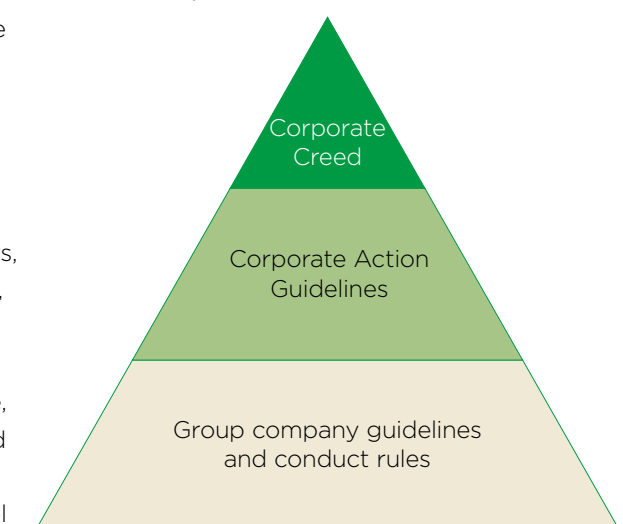 Corporate
Creed
Corporate Action
Guidelines
Group company guidelines
and conduct rules